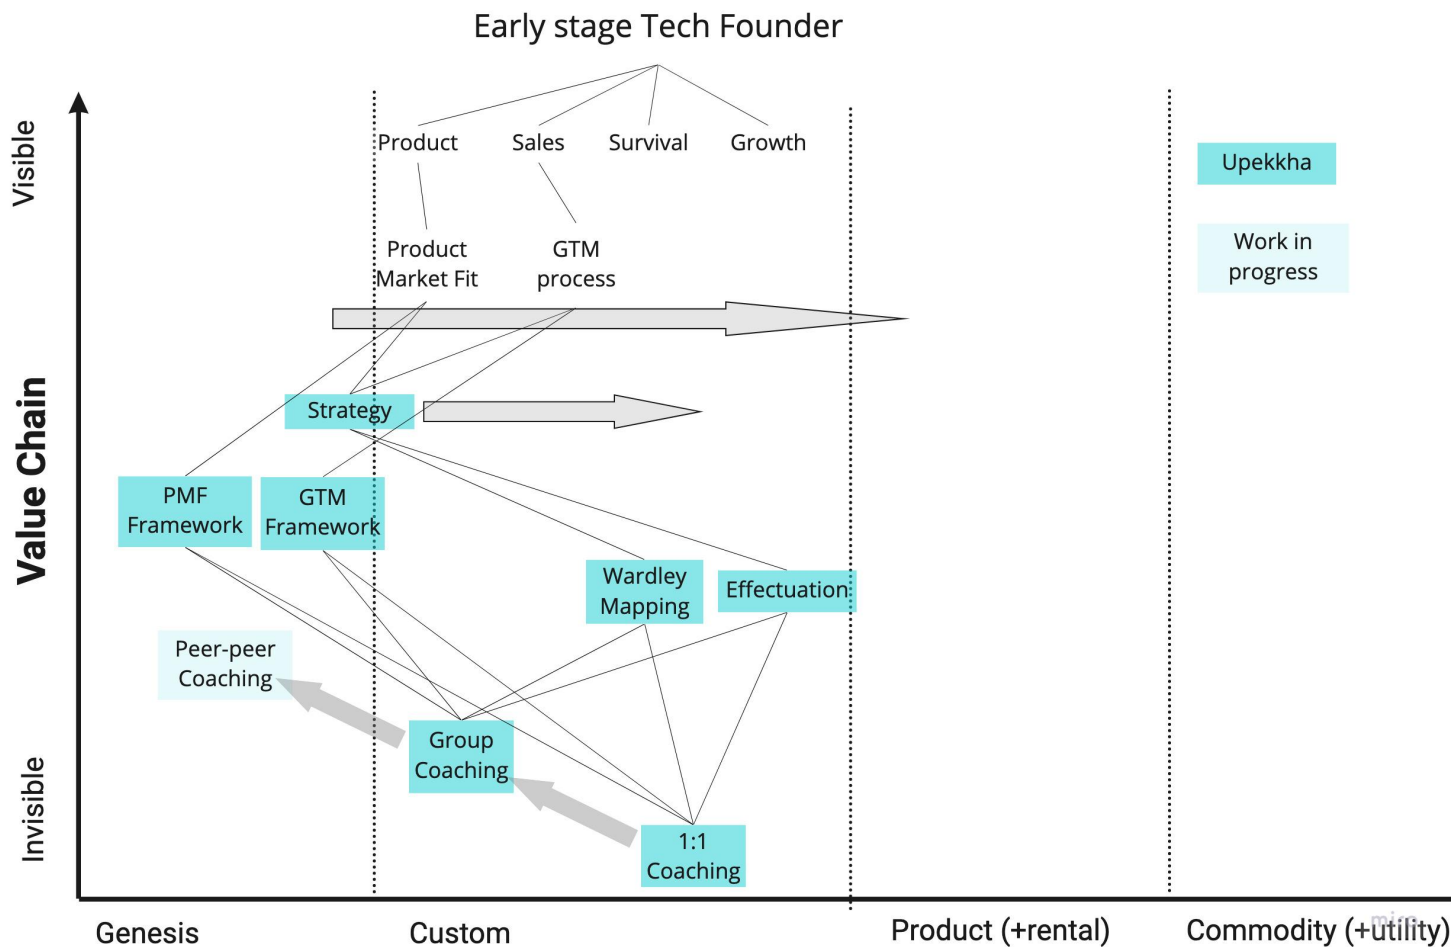 Early stage Tech Founder
Visible
Product
Sales
Survival
Growth
Upekkha
Product
Market Fit
GTM
process
Work in
progress
Value Chain
Strategy
PMF
Framework
GTM
Framework
Wardley
Mapping
Effectuation
Peer-peer
Coaching
Group
Coaching
Invisible
1:1
Coaching
Genesis
Custom
Product (+rental)
Commodity (+utility)
miro